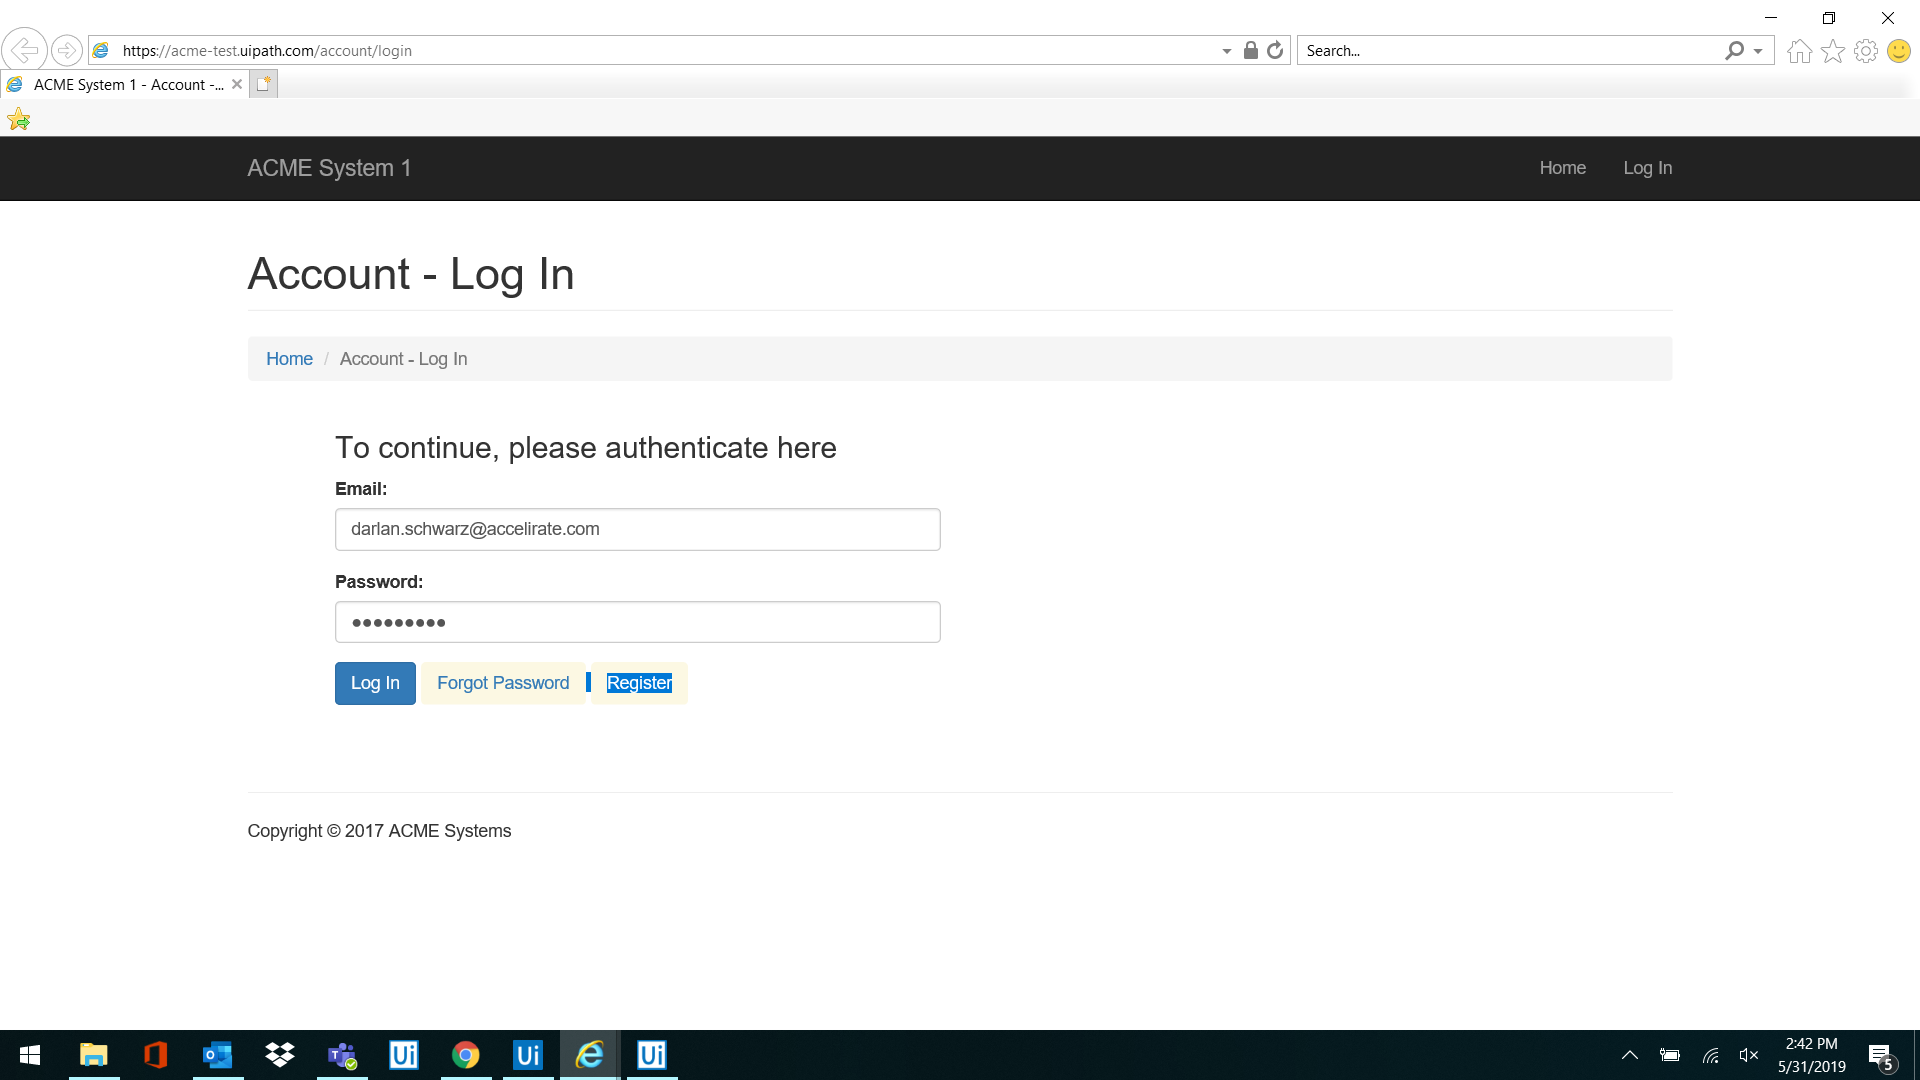 https://acme-test.uipath.com/account/login
Search...
ACME System 1 - Account -...
ACME System 1
Home
Log In
Account - Log In
Home / Account - Log In
To continue, please authenticate here
Email:
darlan.schwarz@accelirate.com
Password:
●●●●●●●●●
Log In
Forgot Password
Register
Copyright © 2017 ACME Systems
2:42 PM
5/31/2019
5